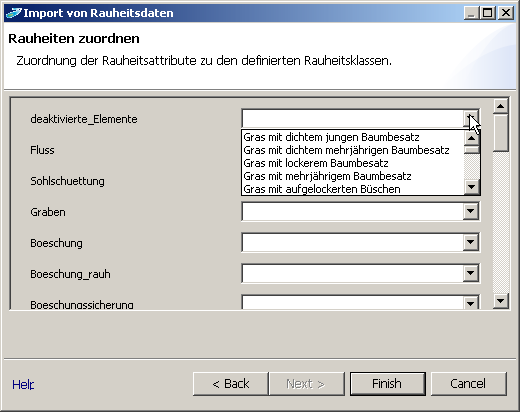 Import von Rauheitsdaten
Rauheiten zuordnen
Zuordnung der Rauheitsattribute zu den definierten Rauheitsklassen.
deaktivierte_Elemente
Gras mit dichtem jungen Baumbesatz
Fluss
Gras mit dichtem mehrjährigen Baumbesatz
Gras mit lockerem Baumbesatz
Sohlschuettung
Gras mit mehrjährigem Baumbesatz
Gras mit aufgelockerten Büschen
Graben
Boeschung
Boeschung_rauh
Boeschungssicherung
Help
< Back
Next >
Finish
Cancel